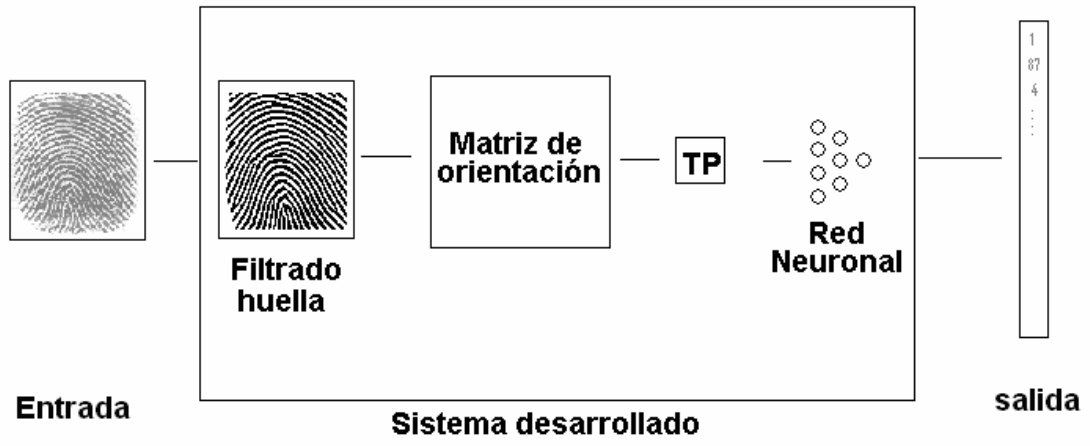 Entrada
Filtrado
huella
Matriz de
orientación
TP
Red
Neuronal
Sistema desarrollado
1
87
4
.
.
.
.
salida